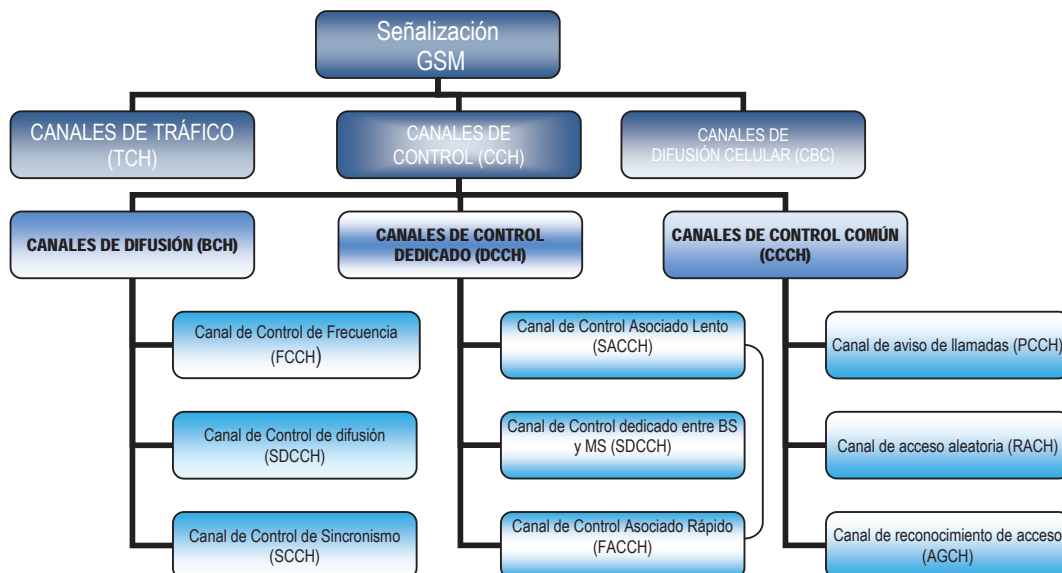 Señalización
GSM
CANALES DE TRÁFICO
(TCH)
CANALES DE
CONTROL (CCH)
CANALES DE
DIFUSIÓN CELULAR (CBC)
CANALES DE DIFUSIÓN (BCH)
CANALES DE CONTROL
DEDICADO (DCCH)
CANALES DE CONTROL COMÚN
(CCCH)
Canal de Control de Frecuencia
(FCCH)
Canal de Control de difusión
(SDCCH)
Canal de Control de Sincronismo
(SCCH)
Canal de Control Asociado Lento
(SACCH)
Canal de Control dedicado entre BS
y MS (SDCCH)
Canal de Control Asociado Rápido
(FACCH)
Canal de aviso de llamadas (PCCH)
Canal de acceso aleatoria (RACH)
Canal de reconocimiento de acceso
(AGCH)